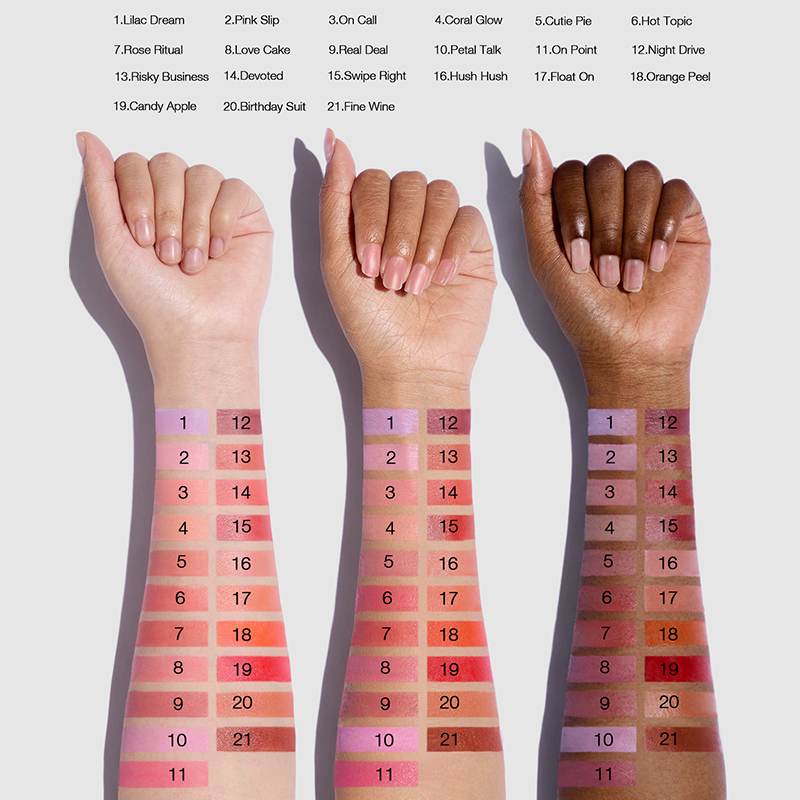 1.Lilac Dream 2.Pink Slip 3.On Call 4.Coral Glow 5.Cutie Pie 6.Hot Topic
7.Rose Ritual 8.Love Cake 9.Real Deal 10.Petal Talk 11.On Point 12.Night Drive
13.Risky Business 14.Devoted 15.Swipe Right 16.Hush Hush 17.Float On 18.Orange Peel
19.Candy Apple 20.Birthday Suit 21.Fine Wine
1 12 1 12 1 12
2 13 2 13 2 13
3 14 3 14 3 14
4 15 4 15 4 15
5 16 5 16 5 16
6 17 6 17 6 17
7 18 7 18 7 18
8 19 8 19 8 19
9 20 9 20 9 20
10 21 10 21 10 21
11 11 11